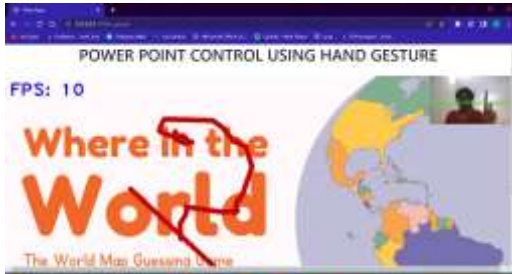 POWER POINT CONTROL USING HAND GESTURE
FPS: 10
Where in the
World
The World Map Guessing Game